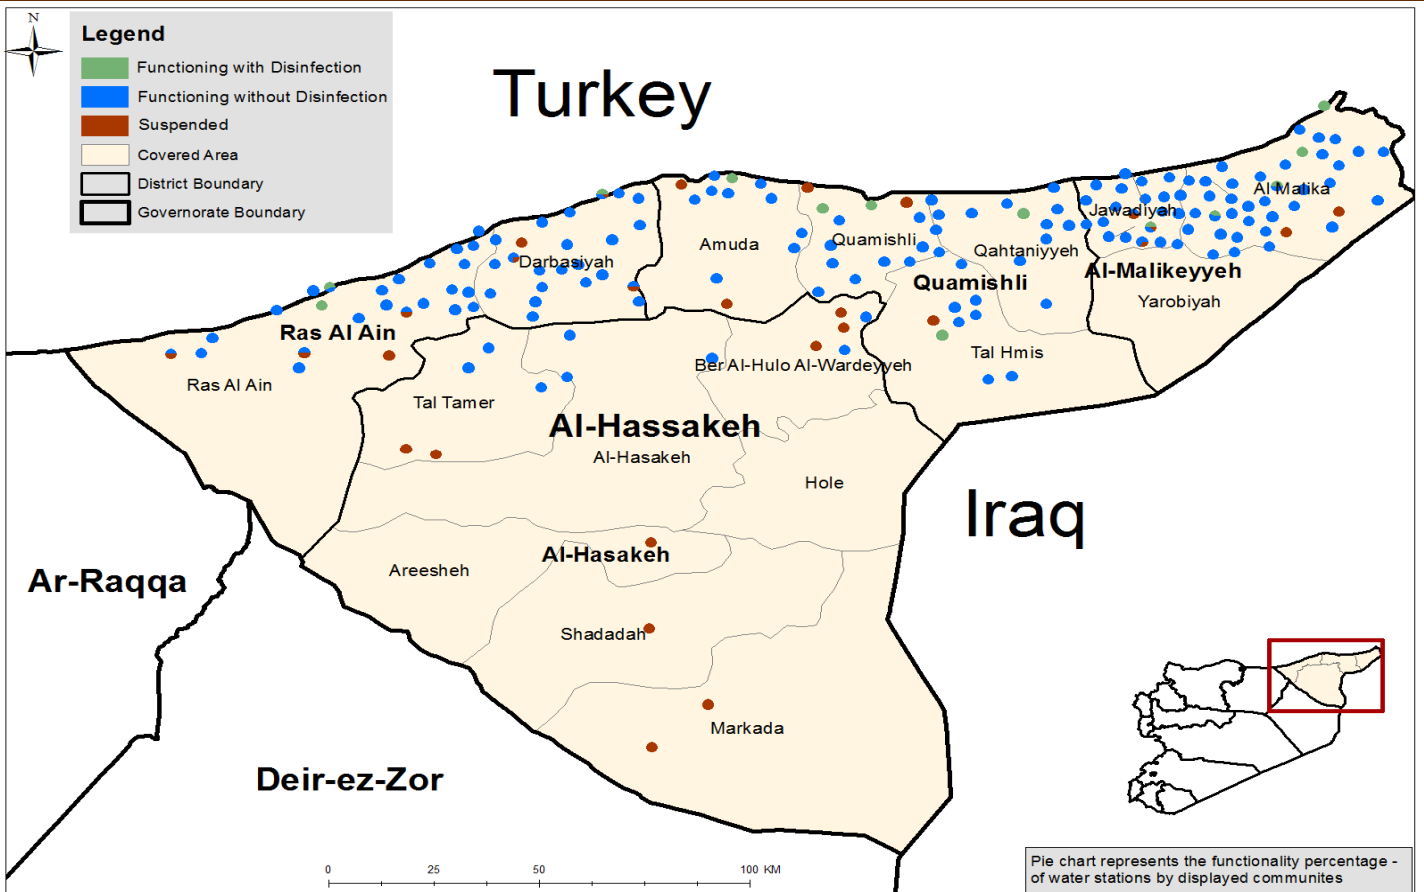 N
Legend
Functioning with Disinfection
Functioning without Disinfection
Suspended
Covered Area
District Boundary
Governorate Boundary
Turkey
Al Malika
Jawadiyah
Amuda
Quamishli
Qahtaniyyeh
Darbasiyah
Al-Malikeyyeh
Quamishli
Yarobiyah
Ras Al Ain
Tal Hmis
Ber Al-Hulo Al-Wardeyyeh
Ras Al Ain
Tal Tamer
Al-Hassakeh
Al-Hasakeh
Hole
Iraq
Al-Hasakeh
Areesheh
Ar-Raqqa
Shadadah
Markada
Deir-ez-Zor
0 25 50 100 KM
Pie chart represents the functionality percentage -
of water stations by displayed communites